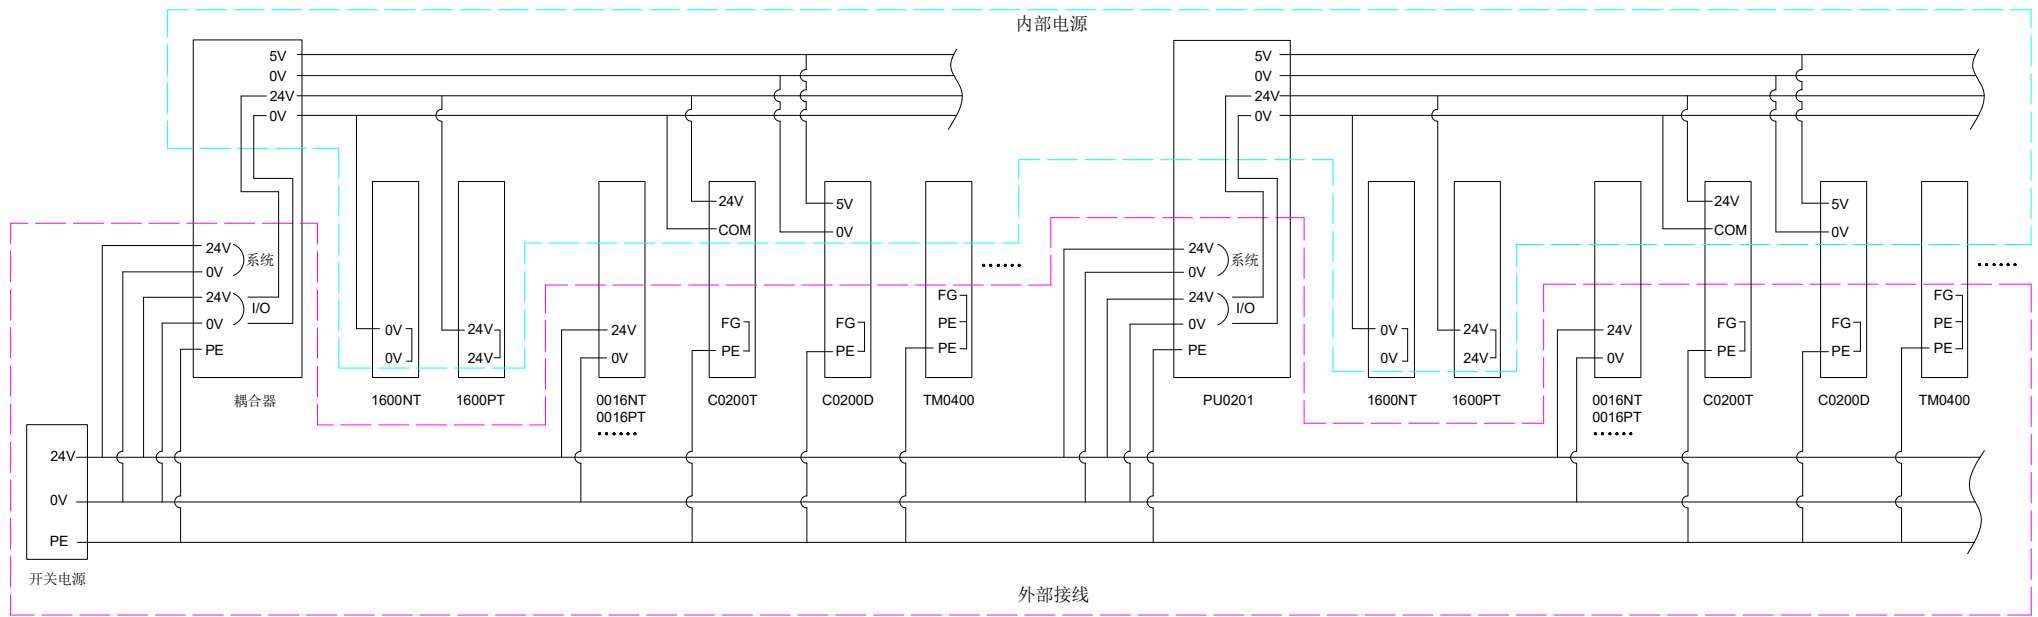 内部电源
5V
0V
24V
0V
24V
0V
系统
24V
0V
I/O
PE
耦合器
0V
0V
1600NT
24V
24V
1600PT
24V
0V
0016NT
0016PT
......
24V
COM
FG
PE
C0200T
5V
0V
FG
PE
C0200D
FG
PE
PE
TM0400
......
5V
0V
24V
0V
24V
0V
系统
24V
0V
I/O
PE
PU0201
0V
0V
1600NT
24V
24V
1600PT
24V
0V
0016NT
0016PT
......
24V
COM
FG
PE
C0200T
5V
0V
FG
PE
C0200D
FG
PE
PE
TM0400
......
24V
0V
PE
开关电源
外部接线